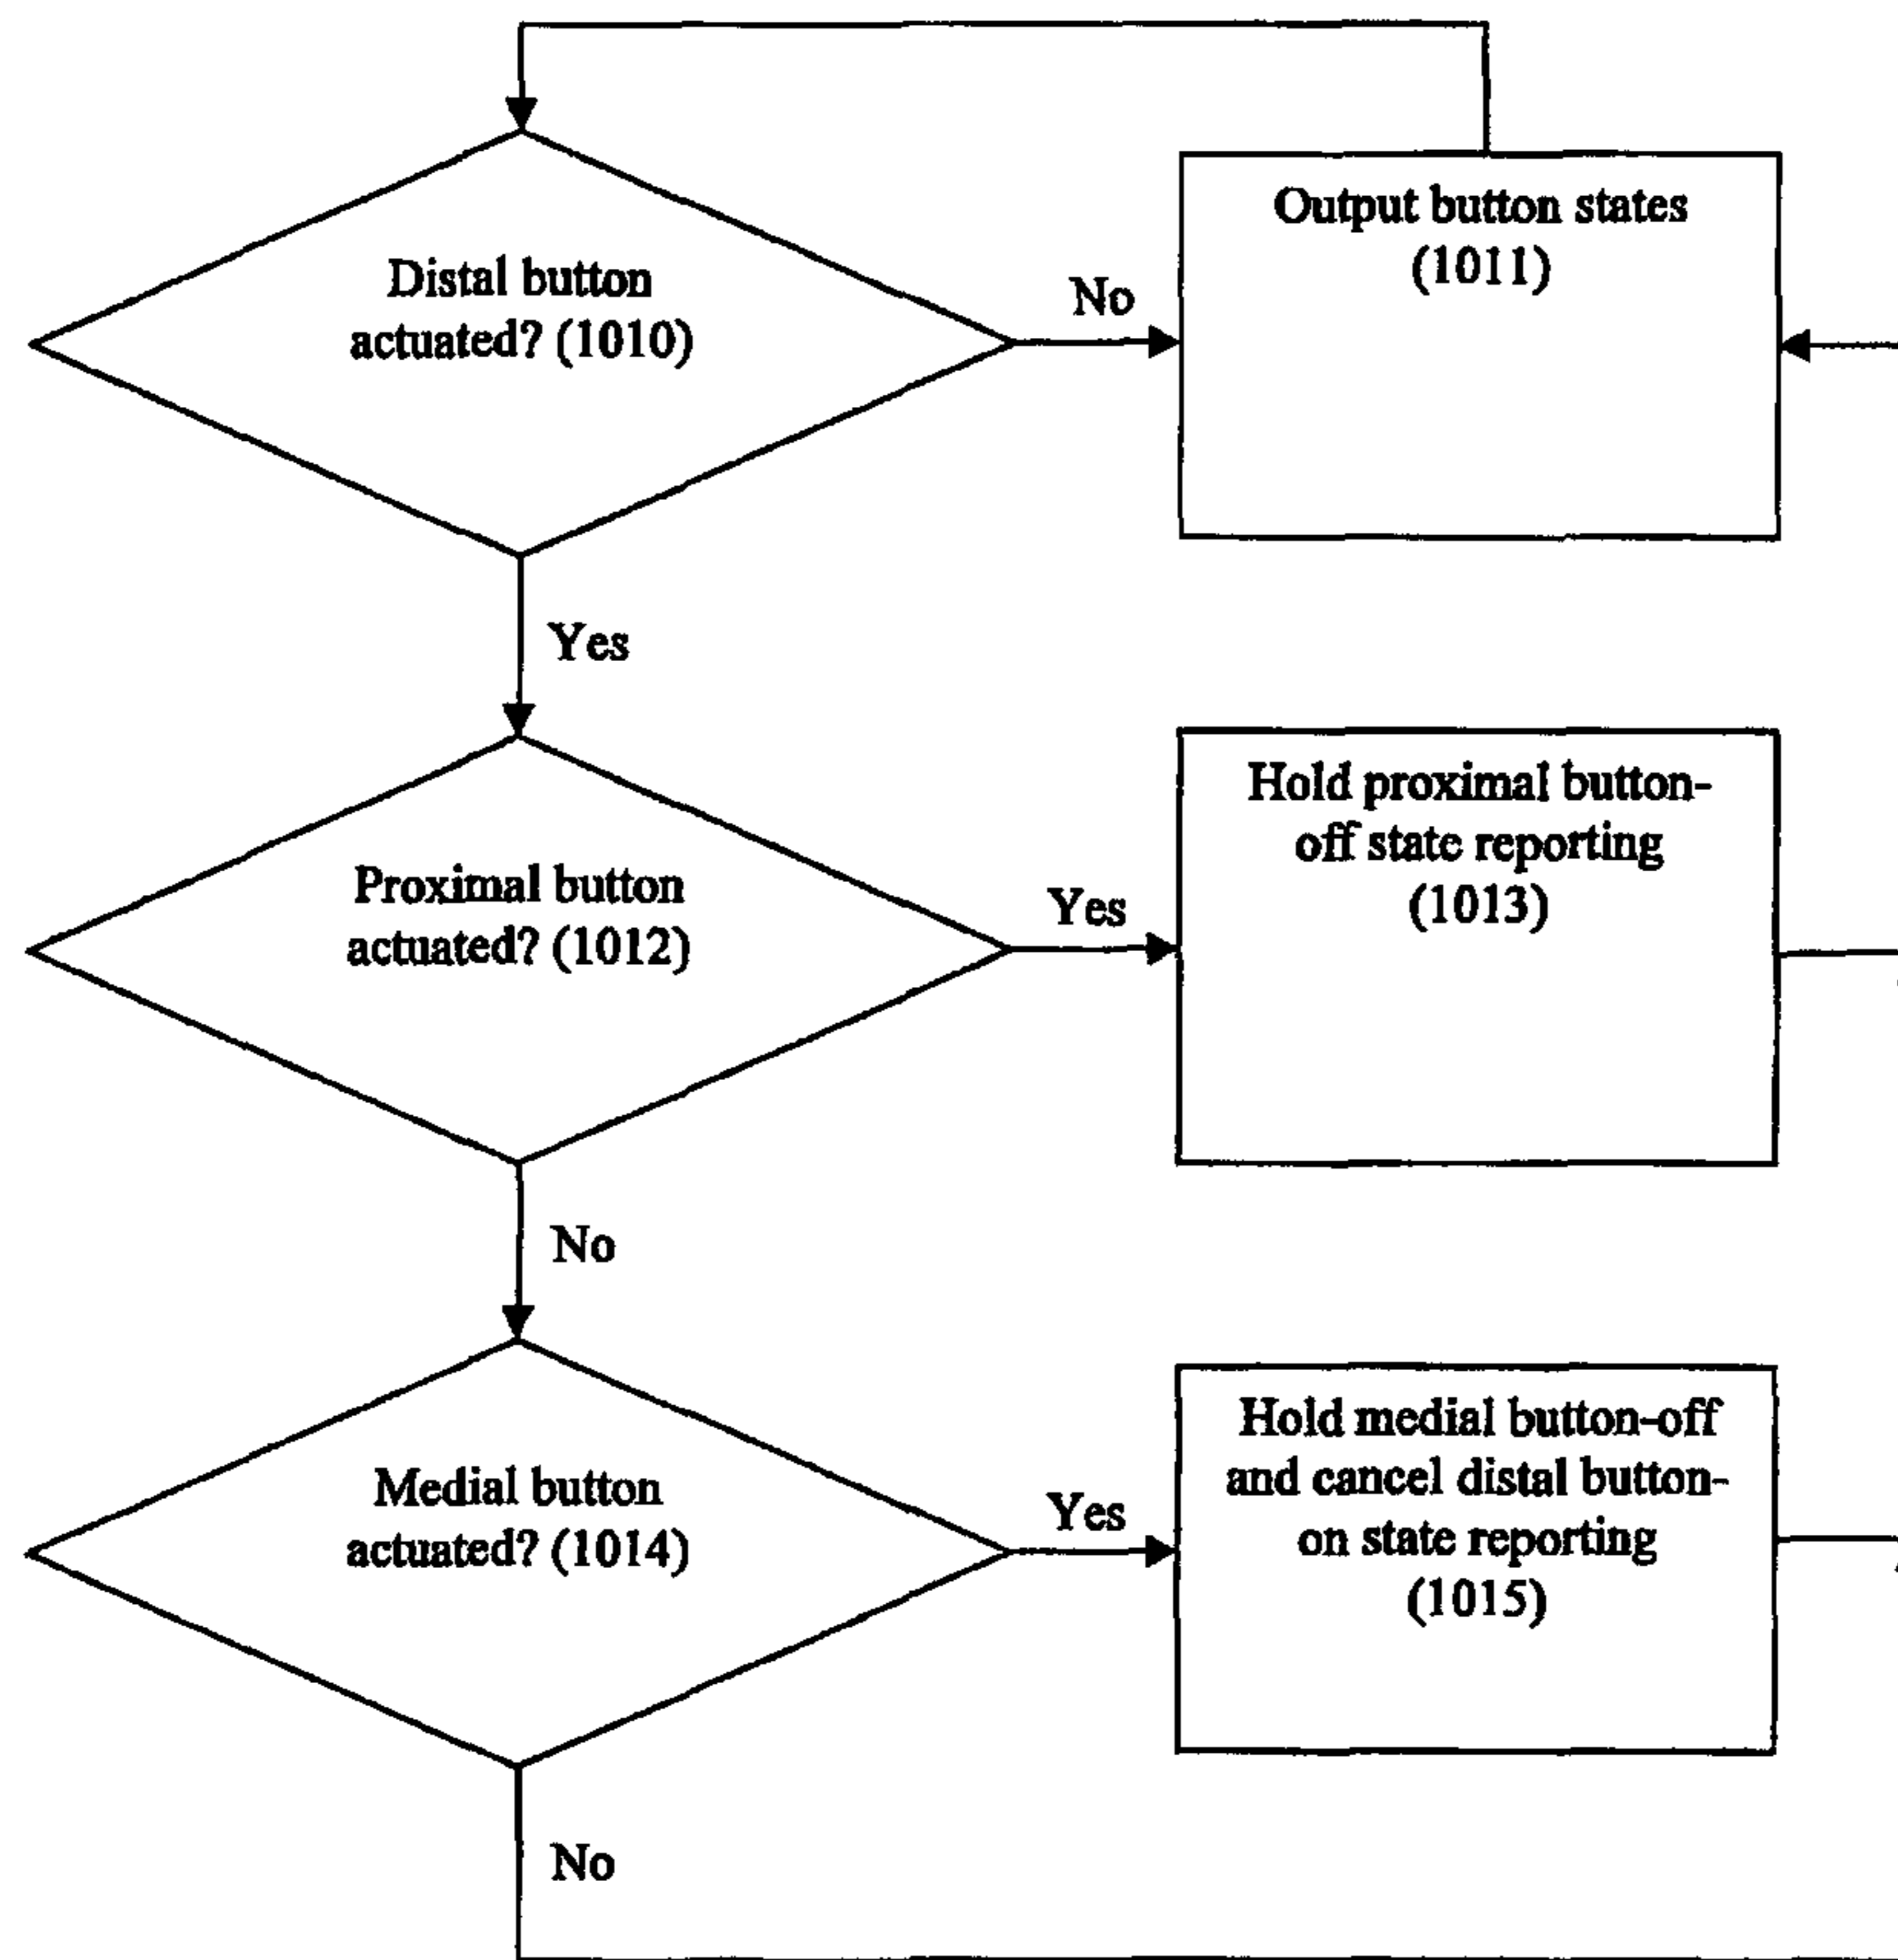 Distal button
actuated? (1010)
No
Output button states
(1011)
Yes
Proximal button
actuated? (1012)
Yes
Hold proximal button-
off state reporting
(1013)
No
Medial button
actuated? (1014)
Yes
Hold medial button-off
and cancel distal button-
on state reporting
(1015)
No